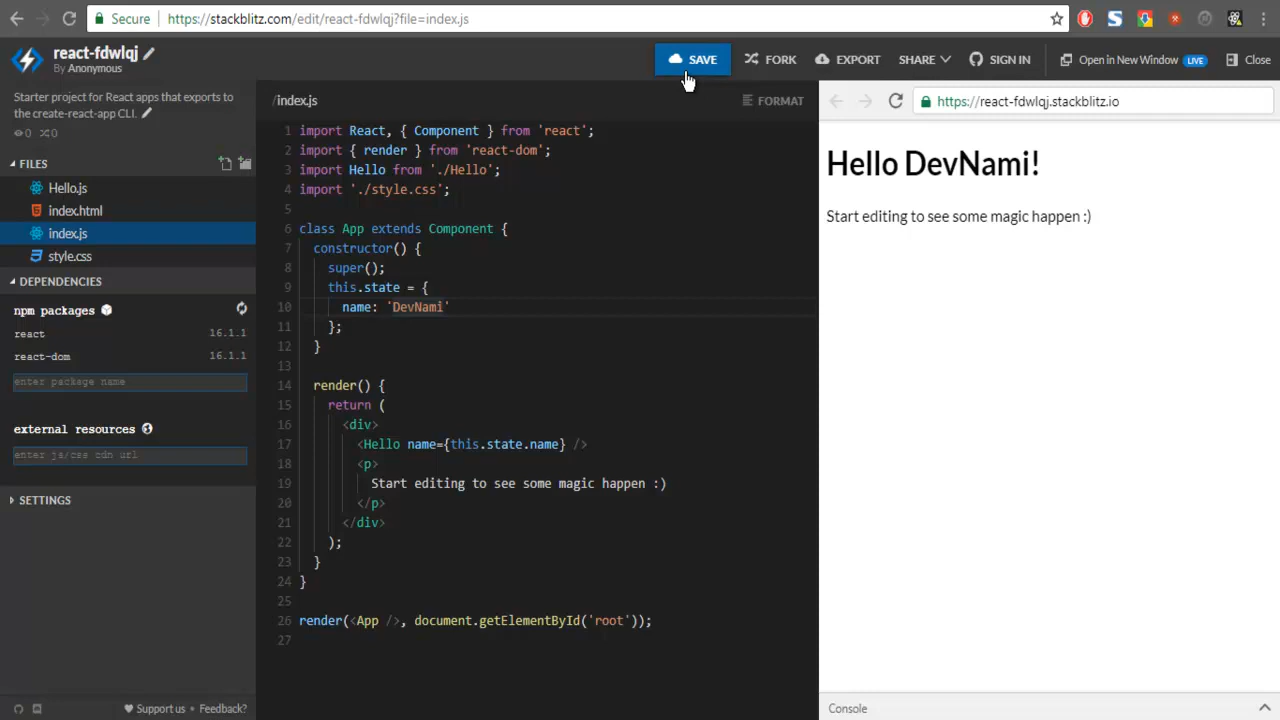 Secure https://stackblitz.com/edit/react-fdwlqj?file=index.js
react-fdwlqj
By Anonymous
SAVE FORK EXPORT SHARE SIGN IN Open in New Window LIVE Close
Starter project for React apps that exports to
the create-react-app CLI.
0 0
FILES
Hello.js
index.html
index.js
style.css
DEPENDENCIES
npm packages
react 16.1.1
react-dom 16.1.1
enter package name
external resources
enter js/css cdn url
SETTINGS
Support us • Feedback?
/index.js FORMAT
1 import React, { Component } from 'react';
2 import { render } from 'react-dom';
3 import Hello from './Hello';
4 import './style.css';
5
6 class App extends Component {
7 constructor() {
8 super();
9 this.state = {
10 name: 'DevNami'
11 };
12 }
13
14 render() {
15 return (
16 <div>
17 <Hello name={this.state.name} />
18 <p>
19 Start editing to see some magic happen :)
20 </p>
21 </div>
22 );
23 }
24 }
25
26 render(<App />, document.getElementById('root'));
27
https://react-fdwlqj.stackblitz.io
Hello DevNami!
Start editing to see some magic happen :)
Console